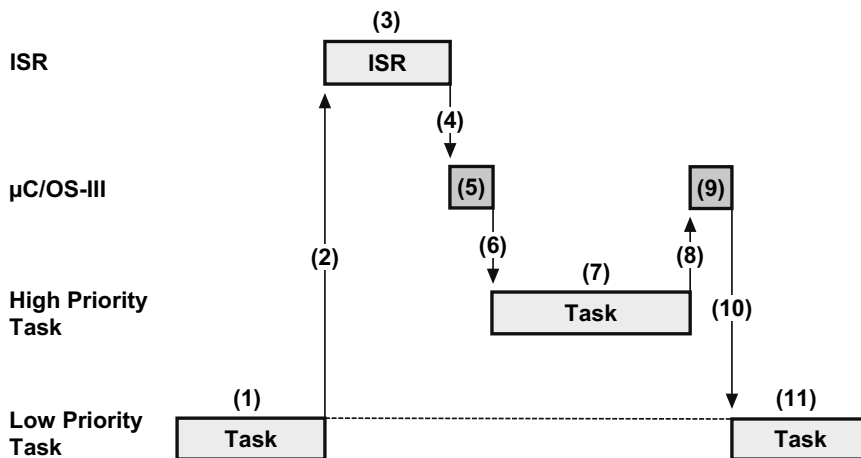 (3)
ISR
ISR
(4)
µC/OS-III
(5)
(9)
(6)
(8)
(2)
(7)
High Priority
Task
Task
(10)
(1)
(11)
Low Priority
Task
Task
Task